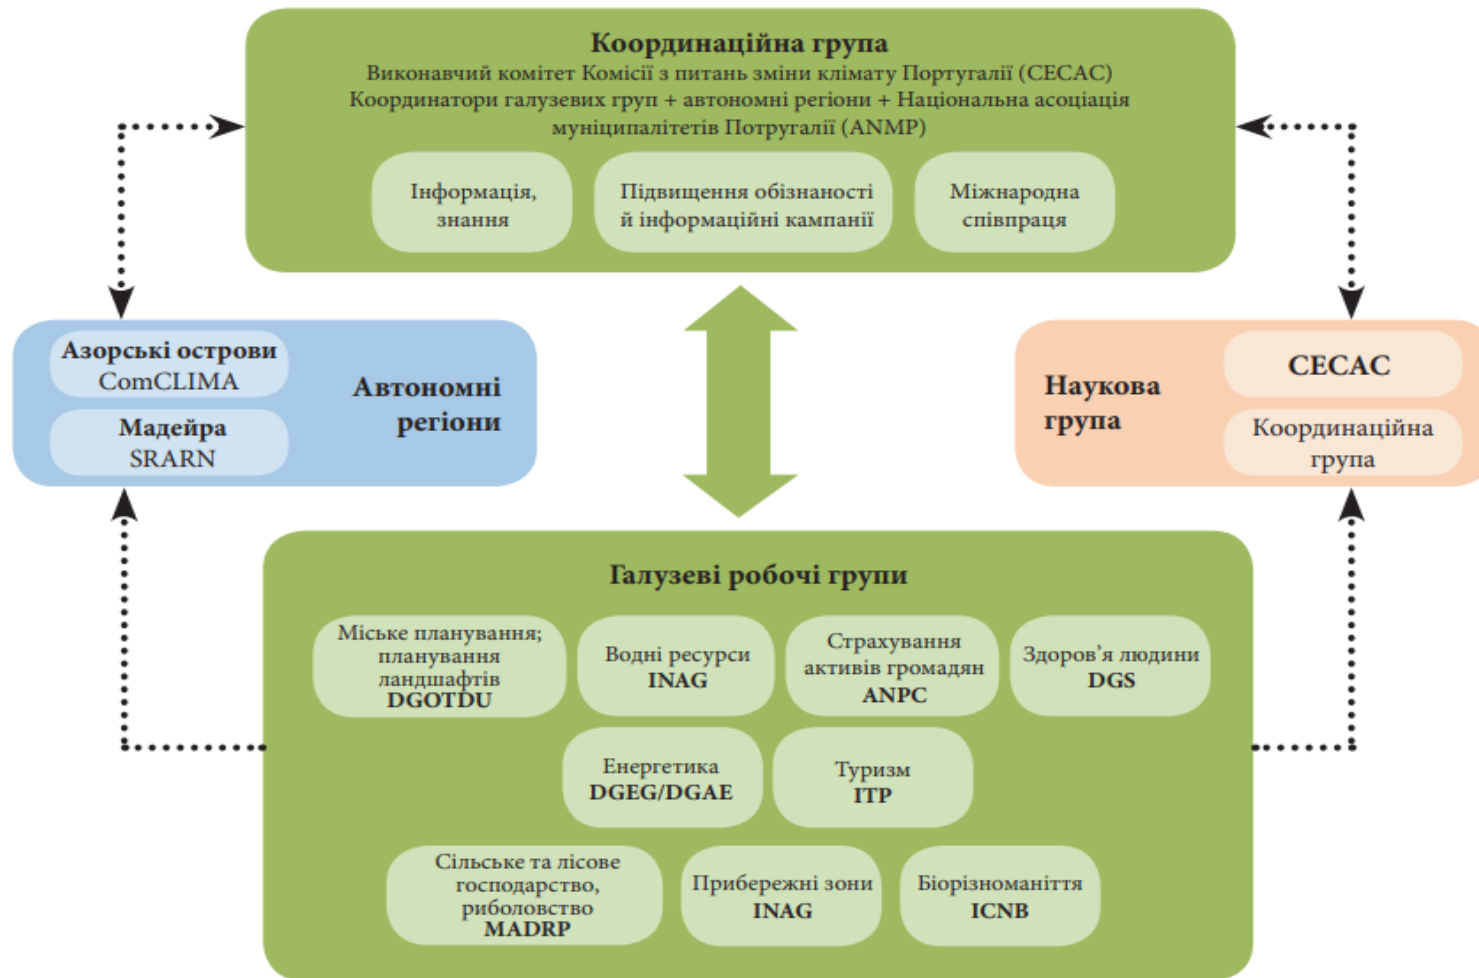 Координаційна група
Виконавчий комітет Комісії з питань зміни клімату Португалії (CECAC)
Координатори галузевих груп + автономні регіони + Національна асоціація
муніципалітетів Потругалії (ANMP)
Інформація,
знання
Підвищення обізнаності
й інформаційні кампанії
Міжнародна
співпраця
Азорські острови
ComCLIMA
Мадейра
SRARN
Автономні
регіони
Наукова
група
CECAC
Координаційна
група
Галузеві робочі групи
Міське планування;
планування
ландшафтів
DGOTDU
Водні ресурси
INAG
Страхування
активів громадян
ANPC
Здоров’я людини
DGS
Енергетика
DGEG/DGAE
Туризм
ITP
Сільське та лісове
господарство,
риболовство
MADRP
Прибережні зони
INAG
Біорізноманіття
ICNB